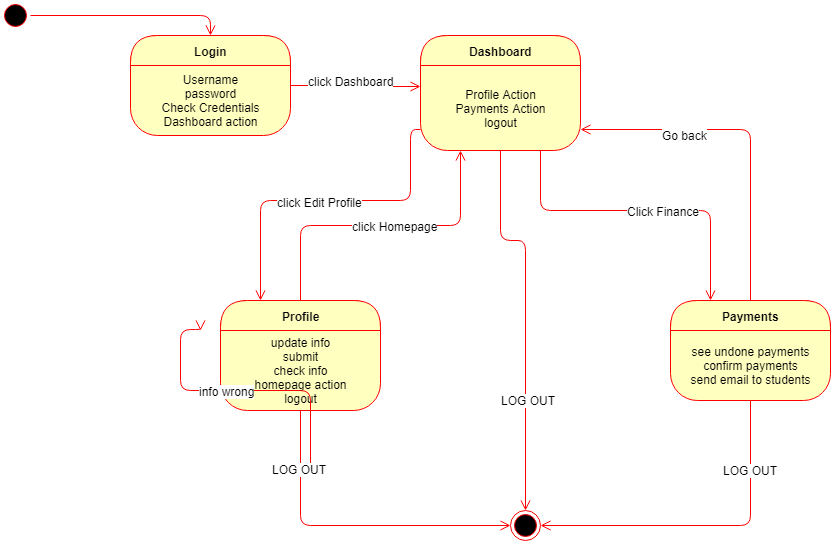 Login
Username
password
Check Credentials
Dashboard action
click Dashboard
Dashboard
Profile Action
Payments Action
logout
Go back
click Edit Profile
click Homepage
Click Finance
Profile
update info
submit
check info
homepage action
logout
info wrong
Payments
see undone payments
confirm payments
send email to students
LOG OUT
LOG OUT
LOG OUT